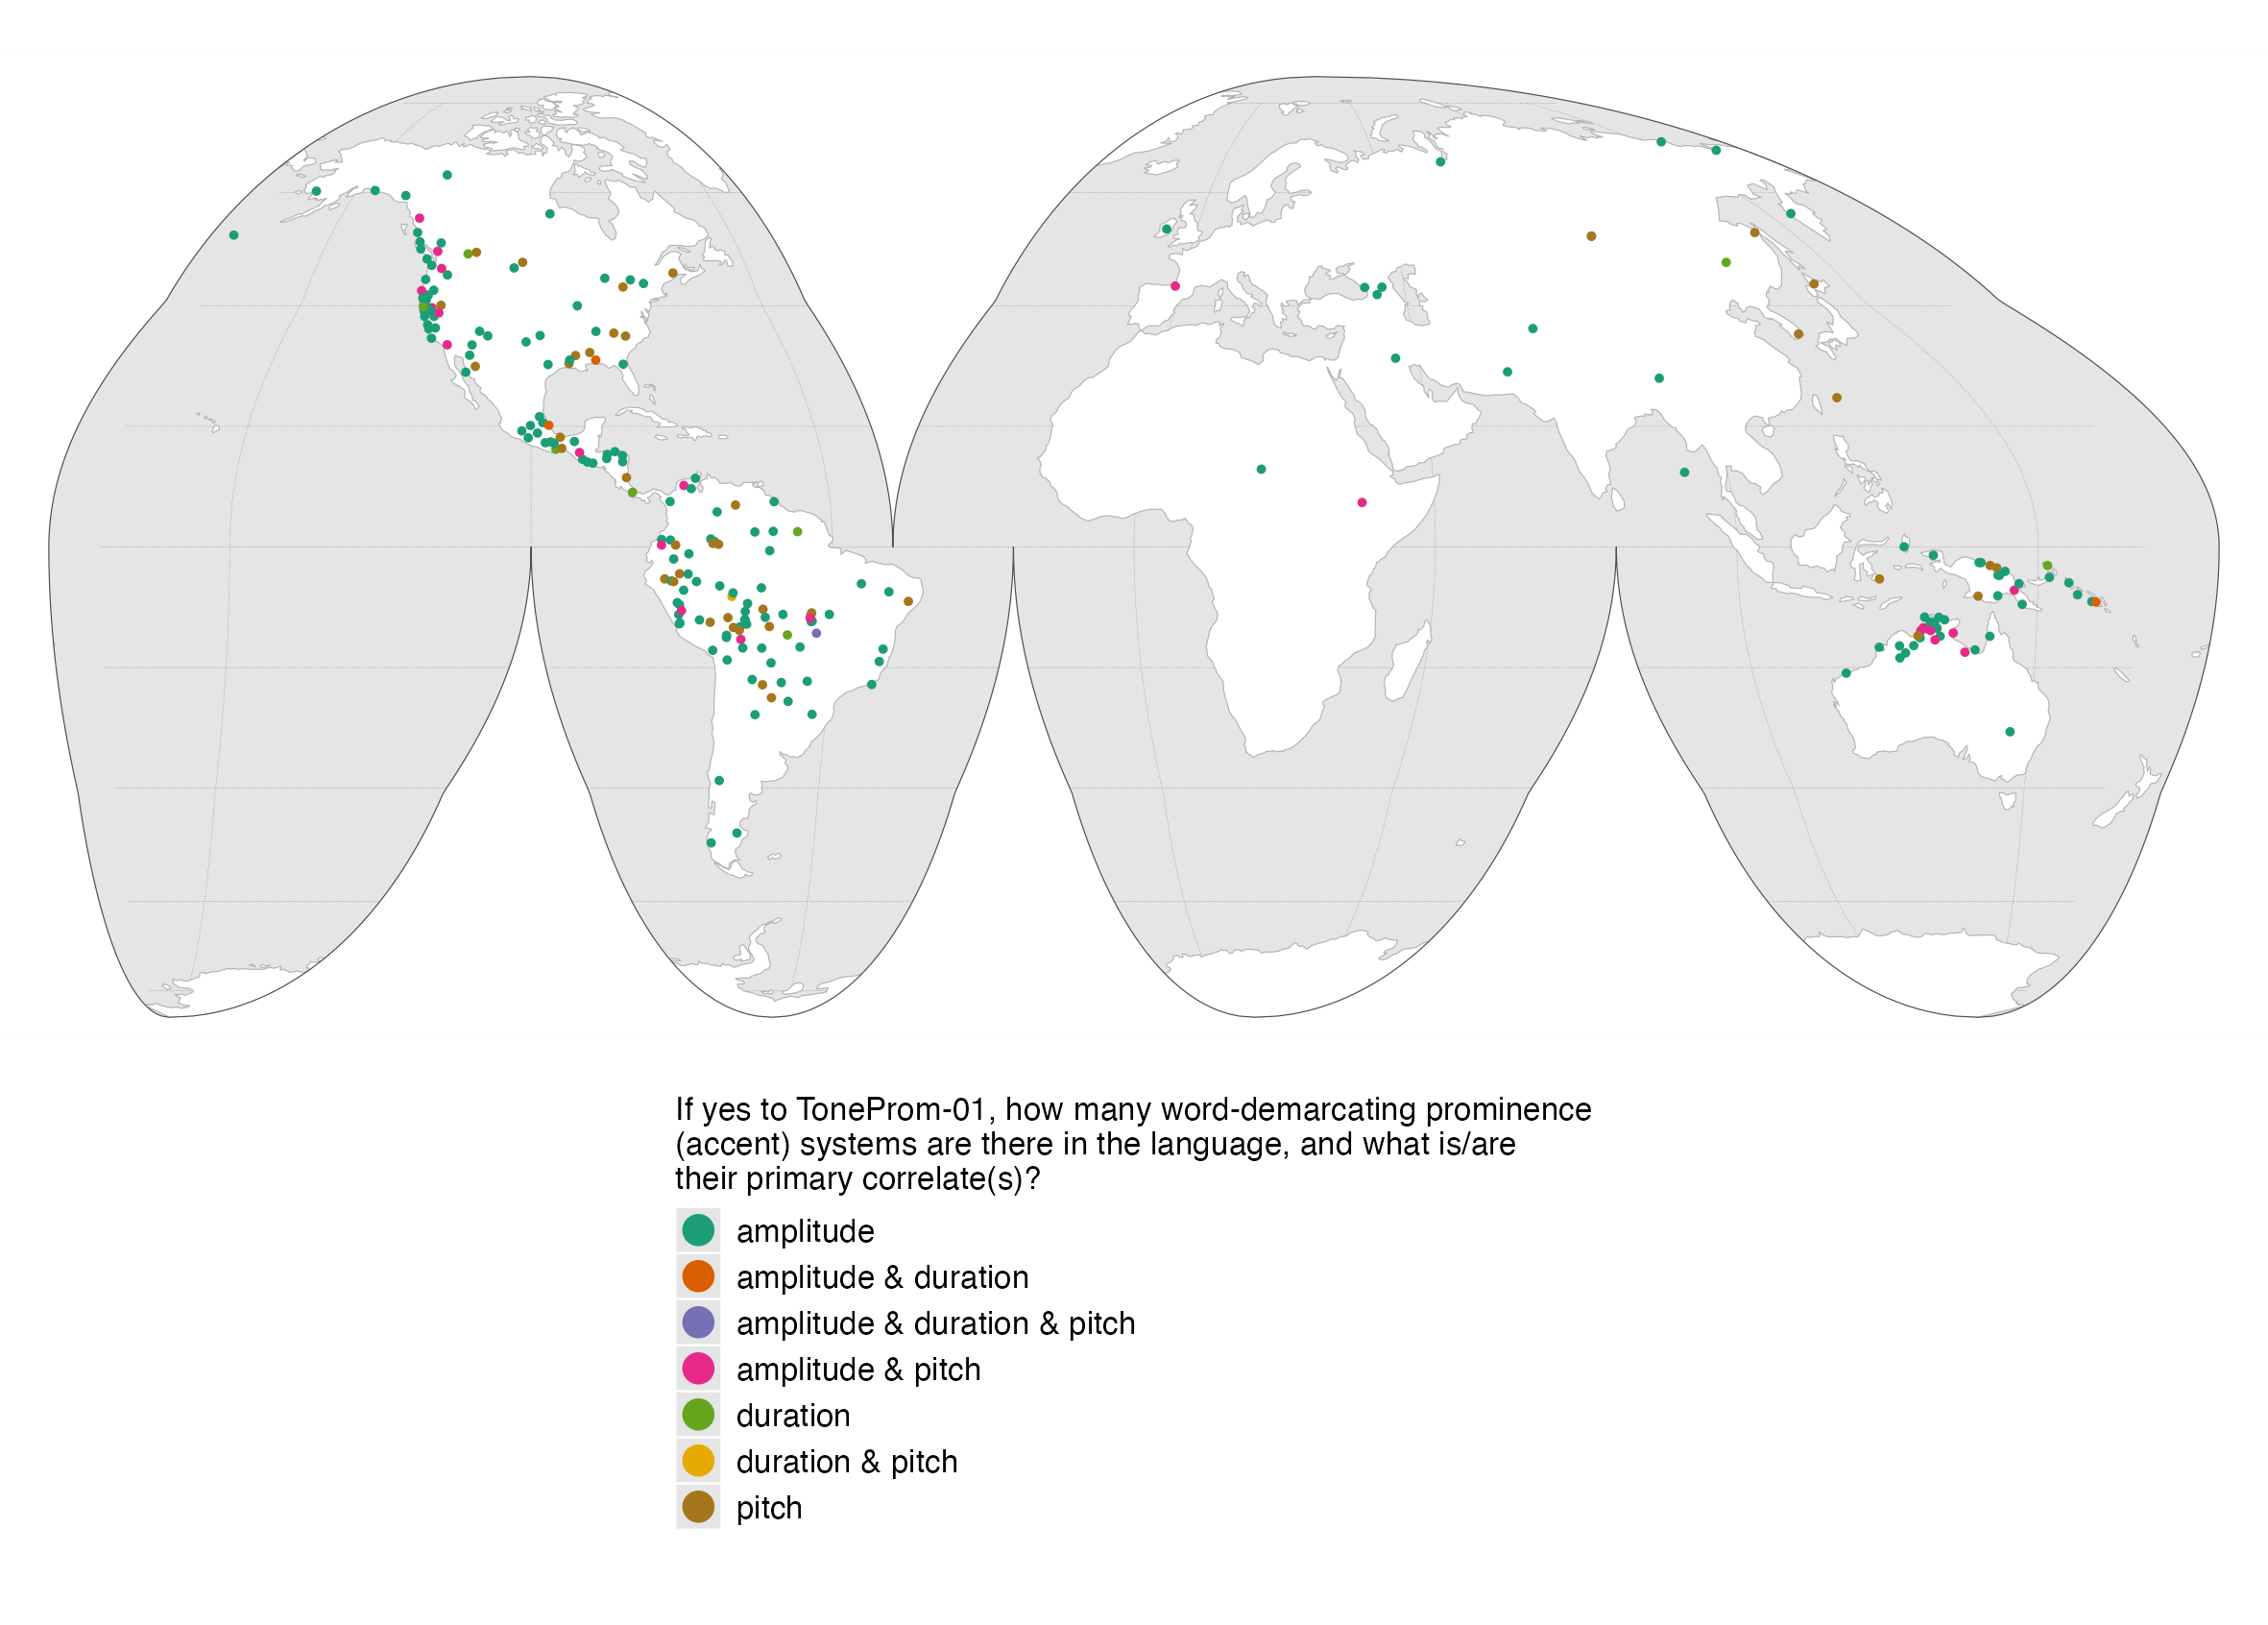 If yes to ToneProm-01, how many word-demarcating prominence
(accent) systems are there in the language, and what is/are
their primary correlate(s)?
amplitude
amplitude & duration
amplitude & duration & pitch
amplitude & pitch
duration
duration & pitch
pitch